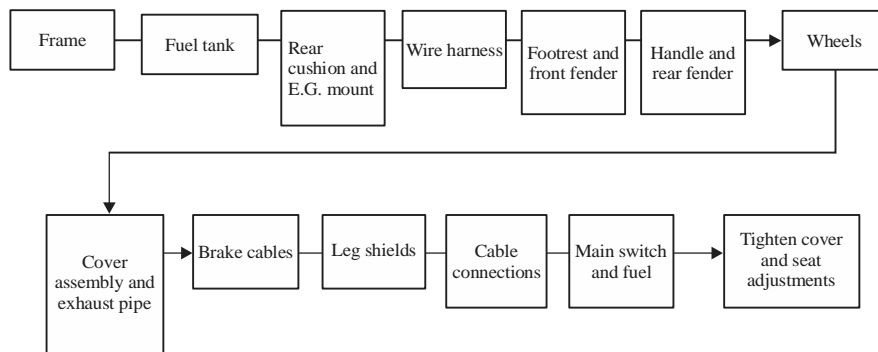 Frame
Fuel tank
Rear
cushion and
E.G. mount
Wire harness
Footrest and
front fender
Handle and
rear fender
Wheels
Cover
assembly and
exhaust pipe
Brake cables
Leg shields
Cable
connections
Main switch
and fuel
Tighten cover
and seat
adjustments